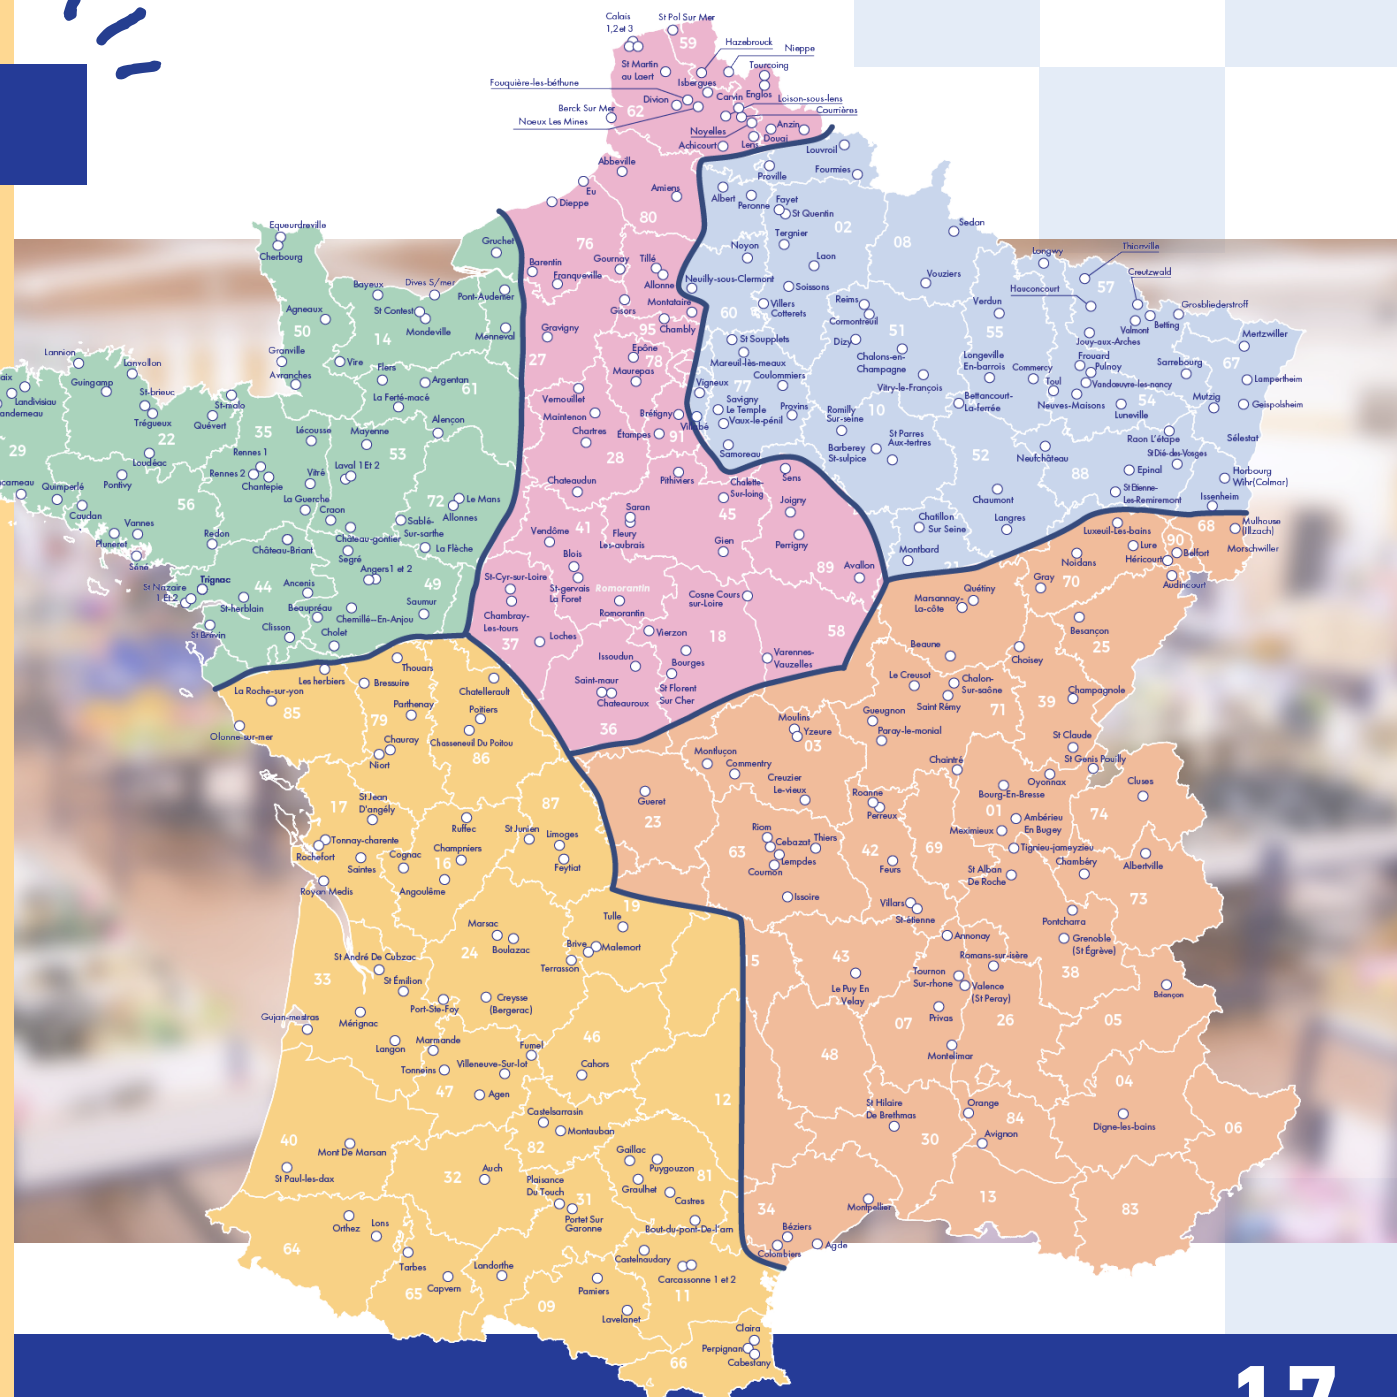 Calais
1,2et 3
St Pol Sur Mer
59
Hazebrouck
Nieppe
St Martin
au Laert
Tourcoing
Isbergues
Fouquière-les-béthune
Divion
Carvin
Englos
Loison-sous-lens
Berck Sur Mer
62
Courrières
Noeux Les Mines
Noyelles
Anzin
Douai
Achicourt
Lens
Louvroil
Abbeville
Proville
Fourmies
Eu
Amiens
Albert
Peronne
Fayet
St Quentin
Dieppe
80
02
Sedan
Equeurdreville
Cherbourg
Gruchet
76
Tergnier
08
Noyon
Laon
Longwy
Thionville
Barentin
Gournay
Tillé
Franqueville
Allonne
Neuilly-sous-Clermont
Soissons
Vouziers
Creutzwald
57
Hauconcourt
Bayeux
Dives S/mer
Pont-Audemer
Gisors
Montataire
60
Villers
Cotterets
Reims
Cormontreuil
Verdun
Grosbliederstroff
Agneaux
St Contest
Mondeville
Menneval
Gravigny
95
Chambly
51
55
Valmont
Betting
Mertzwiller
50
14
St Soupplets
Dizy
Jouy-aux-Arches
Lannion
Lanvollon
Granville
Vire
27
Epône
78
Mareuil-lès-meaux
Chalons-en-
Champagne
Longeville
En-barrois
Frouard
Pulnoy
Sarrebourg
67
Guingamp
Avranches
Flers
Argentan
61
Maurepas
Coulommiers
77
Vigneux
Vitry-le-François
Commercy
Toul
Vandœuvre-les-nancy
Lampertheim
aix
Landivisiau
anderneau
St-brieuc
St-malo
La Ferté-macé
Vernouillet
Savigny
Le Temple
Vaux-le-pénil
Provins
Romilly
Sur-seine
10
Bettancourt-
La-ferrée
Neuves-Maisons
54
Luneville
Mutzig
Geispolsheim
Trégueux
Quévert
Alençon
Maintenon
Brétigny
Villabé
22
35
Lécousse
Mayenne
Chartres
Étampes
91
Samoreau
Barberey
St-sulpice
St Parres
Aux-tertres
Raon L'étape
Sélestat
29
Loudéac
Rennes 1
53
28
52
Neufchâteau
St Dié-des-Vosges
Rennes 2
Chantepie
Vitré
Laval 1Et 2
88
Epinal
Horbourg
Wihr(Colmar)
ncarneau
Quimperlé
Pontivy
Chateaudun
Pithiviers
Chalette-
Sur-loing
Sens
Chaumont
St Etienne-
Les-Remiremont
Issenheim
56
La Guerche
Craon
72
Le Mans
Allonnes
Saran
45
Joigny
Caudan
Vannes
Redon
Sablé-
Sur-sarthe
Fleury
Les-aubrais
41
Chatillon
Sur Seine
Langres
Luxeuil-Les-bains
68
Mulhouse
(Illzach)
Pluneret
Château-Briant
Château-gontier
Vendôme
Gien
Perrigny
Lure
90
Belfort
Morschwiller
Séné
Segré
La Flèche
Blois
Montbard
21
Noidans
Héricourt
Audincourt
Trignac
St Nazaire
1 Et 2
44
Ancenis
Angers1 et 2
49
St-Cyr-sur-Loire
St-gervais
La Foret
Romorantin
Romorantin
Cosne Cours
sur-Loire
89
Avallon
Quétiny
Gray
70
St-herblain
Beaupréau
Saumur
Chemillé–En-Anjou
Chambray-
Les-tours
Marsannay-
La-côte
St Brévin
Clisson
Cholet
37
Loches
Vierzon
18
58
Besançon
Beaune
25
Les herbiers
Thouars
Bressuire
Issoudun
Bourges
Varennes-
Vauzelles
Choisey
La Roche-sur-yon
85
Parthenay
Chatellerault
Saint-maur
Chateauroux
St Florent
Sur Cher
Le Creusot
Chalon-
Sur-saône
Saint Rémy
39
Champagnole
79
Poitiers
36
Moulins
Yzeure
Gueugnon
71
Olonne-sur-mer
Chauray
Chasseneuil Du Poitou
86
Niort
03
Paray-le-monial
St Claude
Montluçon
Commentry
Chaintré
St Genis Pouilly
Creuzier
Le-vieux
Oyonnax
Cluses
17
St Jean
D'angély
87
Gueret
23
Roanne
Perreux
Bourg-En-Bresse
01
74
Ruffec
St Junien
Limoges
Riom
Ambérieu
En Bugey
Tonnay-charente
Cebazat
Thiers
Meximieux
Rochefort
Saintes
Cognac
16
Champniers
Feytiat
63
Lempdes
Cournon
42
69
Tignieu-jameyzieu
Royan Medis
Angoulême
Feurs
St Alban
De Roche
Chambéry
Albertville
Issoire
Villars
St-étienne
73
19
Tulle
Pontcharra
Marsac
Boulazac
Brive
Malemort
Annonay
Grenoble
(St Égrève)
24
Terrasson
15
43
Romans-sur-isère
St André De Cubzac
33
St Émilion
Le Puy En
Velay
Tournon
Sur-rhone
Valence
(St Peray)
38
Briançon
Port-Ste-Foy
Creysse
(Bergerac)
Gujan-mestras
Mérignac
Privas
07
26
05
Langon
Marmande
Fumel
46
48
Montelimar
Tonneins
Villeneuve-Sur-lot
Cahors
47
Agen
12
04
St Hilaire
De Brethmas
Orange
84
Castelsarrasin
Montauban
Digne-les-bains
06
40
Mont De Marsan
82
30
Avignon
St Paul-les-dax
32
Auch
Plaisance
Du Touch
31
Gaillac
Puygouzon
81
Graulhet
Castres
13
Orthez
Lons
Portet Sur
Garonne
Bout-du-pont-De-l'arn
34
Montpellier
83
64
Béziers
Colombiers
Agde
Tarbes
Landorthe
Castelnaudary
65
Capvern
Carcassonne 1 et 2
09
Pamiers
11
Lavelanet
Claira
Perpignan
Cabestany
66
17